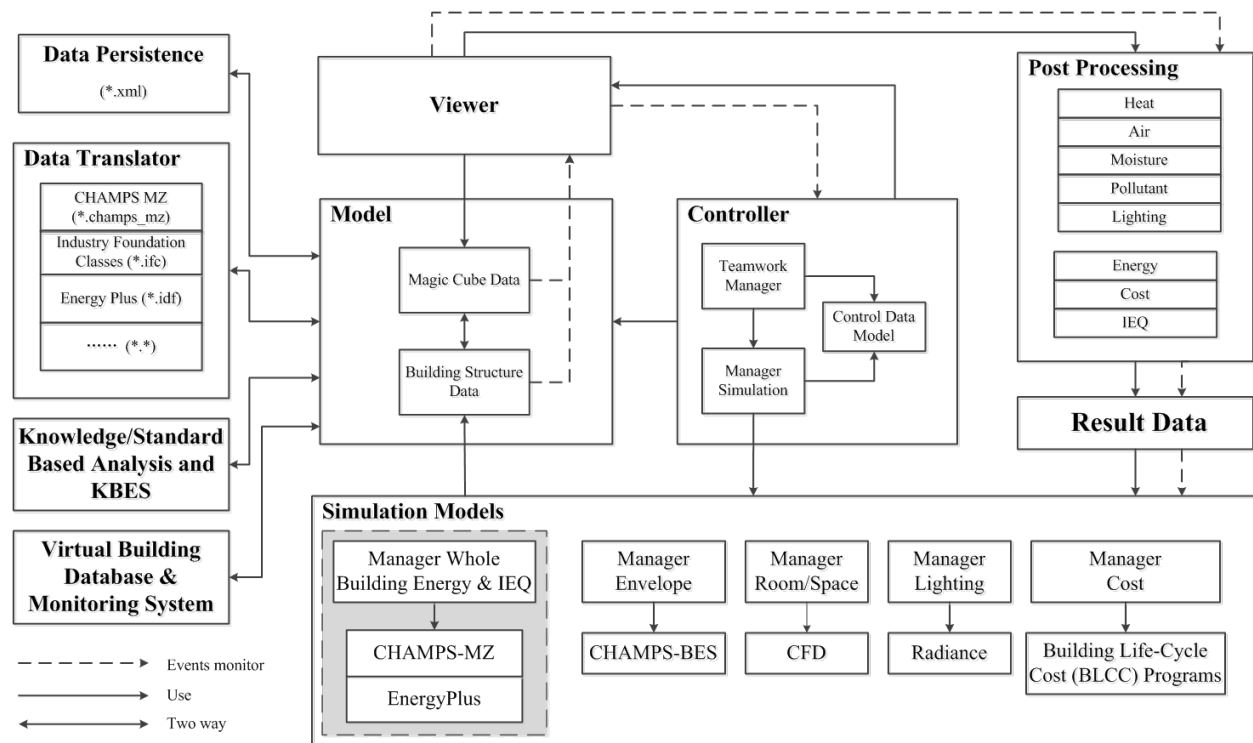 Data Persistence
(*.xml)
Data Translator
CHAMPS MZ
(*.champs_mz)
Industry Foundation
Classes (*.ifc)
Energy Plus (*.idf)
…… (*.*)
Knowledge/Standard
Based Analysis and
KBES
Virtual Building
Database &
Monitoring System
Events monitor
Use
Two way
Viewer
Model
Magic Cube Data
Building Structure
Data
Controller
Teamwork
Manager
Control Data
Model
Manager
Simulation
Post Processing
Heat
Air
Moisture
Pollutant
Lighting
Energy
Cost
IEQ
Result Data
Simulation Models
Manager Whole
Building Energy & IEQ
CHAMPS-MZ
EnergyPlus
Manager
Envelope
CHAMPS-BES
Manager
Room/Space
CFD
Manager
Lighting
Radiance
Manager
Cost
Building Life-Cycle
Cost (BLCC) Programs